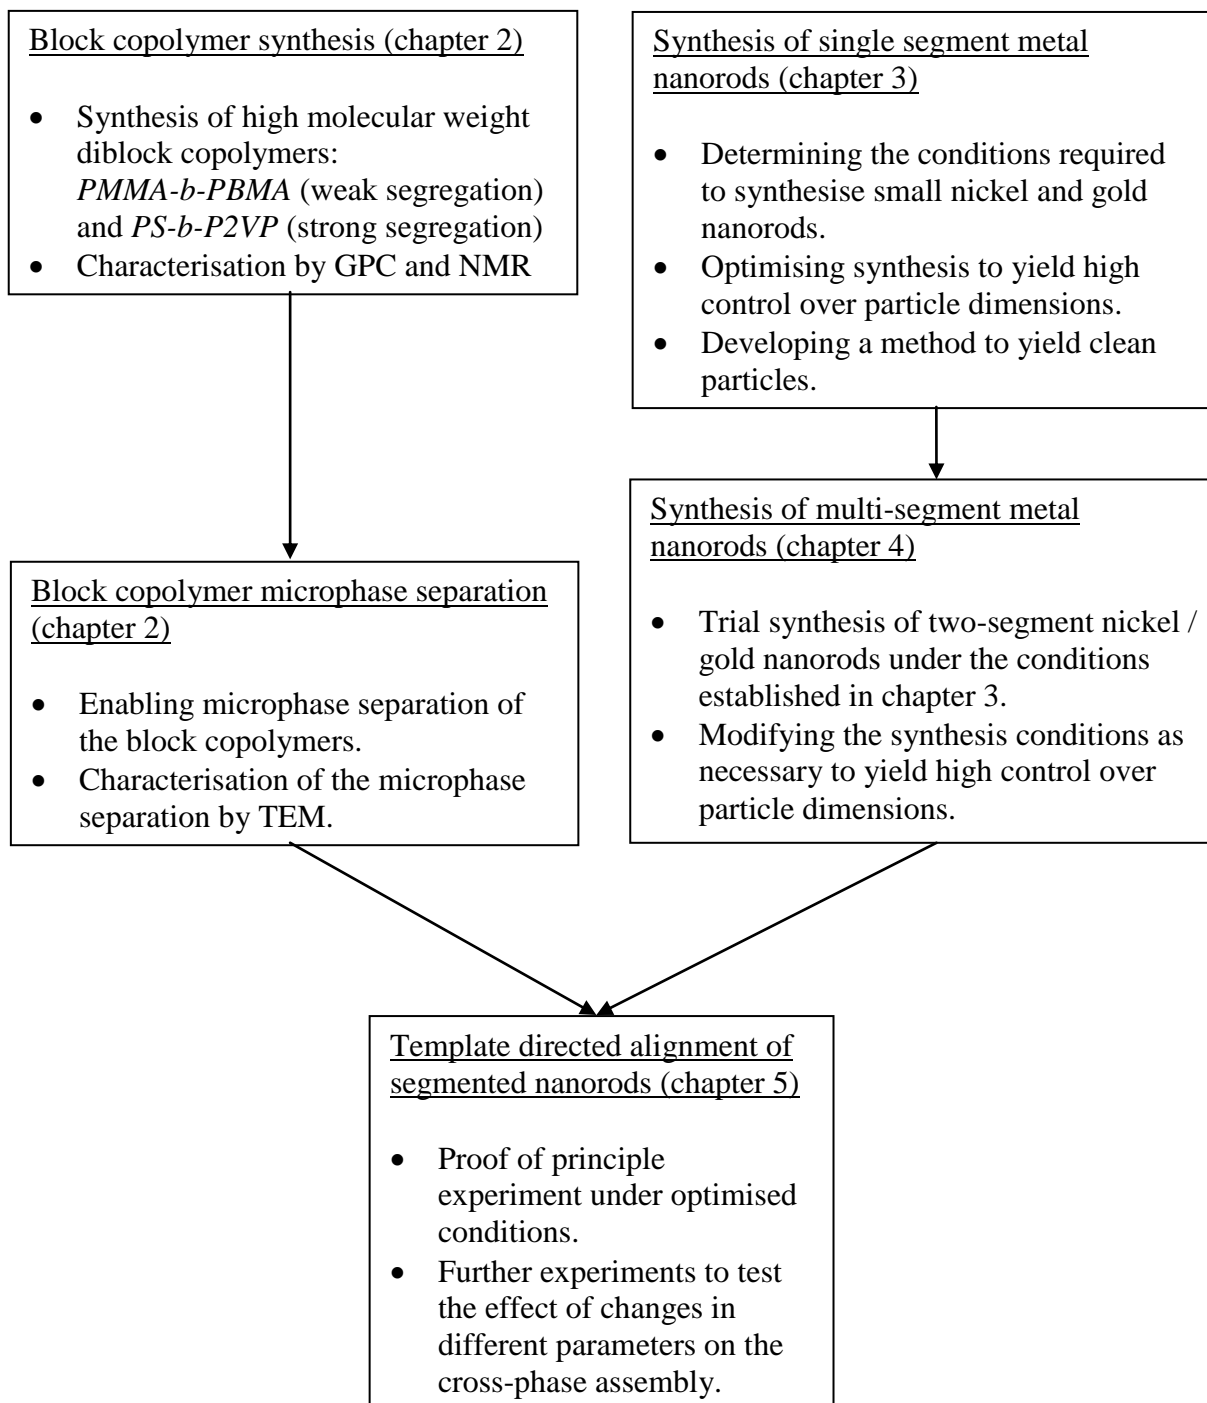 Block copolymer synthesis (chapter 2)
• Synthesis of high molecular weight
diblock copolymers:
PMMA-b-PBMA (weak segregation)
and PS-b-P2VP (strong segregation)
• Characterisation by GPC and NMR
Synthesis of single segment metal
nanorods (chapter 3)
• Determining the conditions required
to synthesise small nickel and gold
nanorods.
• Optimising synthesis to yield high
control over particle dimensions.
• Developing a method to yield clean
particles.
Block copolymer microphase separation
(chapter 2)
• Enabling microphase separation of
the block copolymers.
• Characterisation of the microphase
separation by TEM.
Synthesis of multi-segment metal
nanorods (chapter 4)
• Trial synthesis of two-segment nickel /
gold nanorods under the conditions
established in chapter 3.
• Modifying the synthesis conditions as
necessary to yield high control over
particle dimensions.
Template directed alignment of
segmented nanorods (chapter 5)
• Proof of principle
experiment under optimised
conditions.
• Further experiments to test
the effect of changes in
different parameters on the
cross-phase assembly.